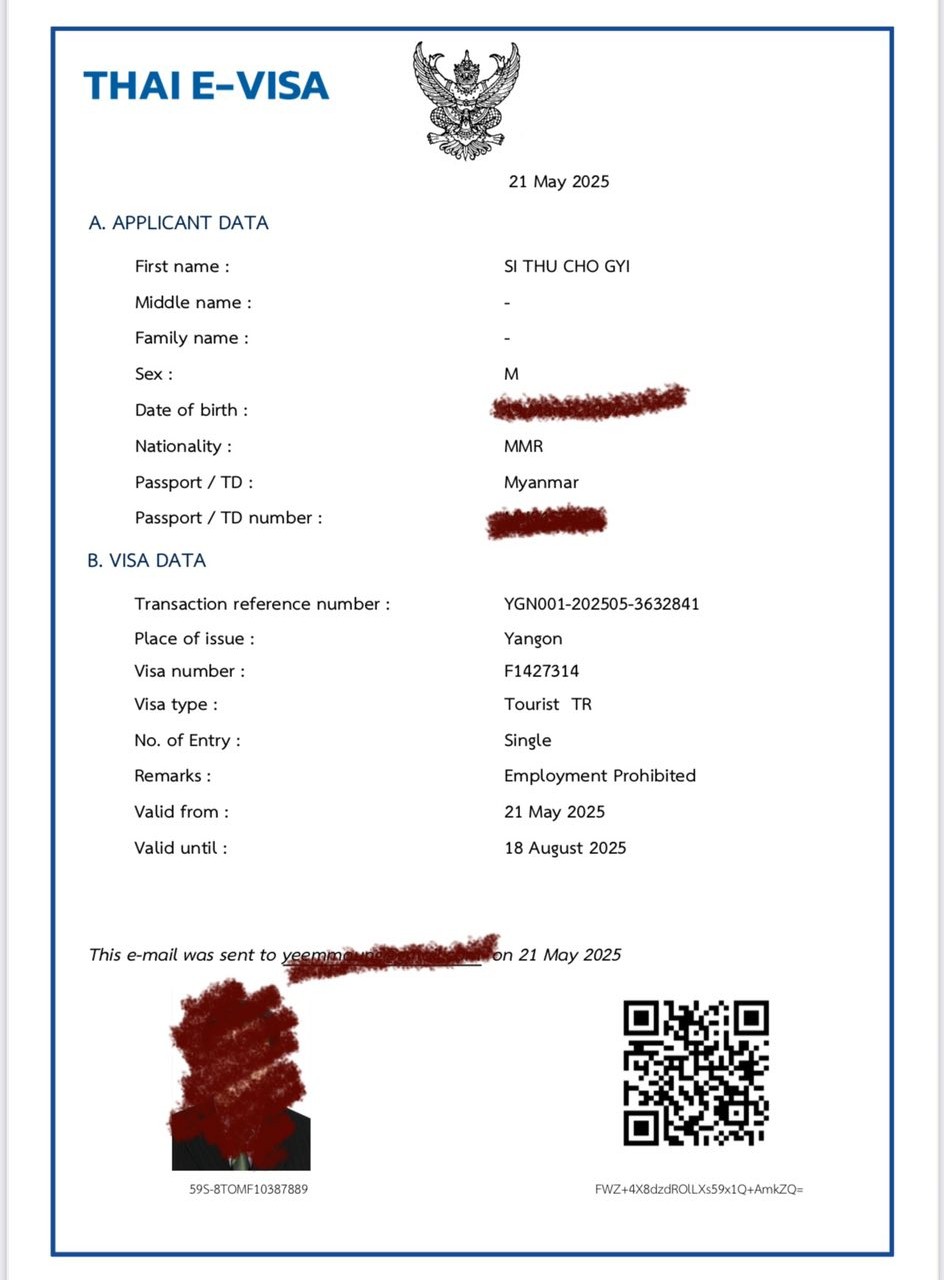 THAI E-VISA
21 May 2025
A. APPLICANT DATA
First name : SI THU CHO GYI
Middle name : -
Family name : -
Sex : M
Date of birth :
Nationality : MMR
Passport / TD : Myanmar
Passport / TD number :
B. VISA DATA
Transaction reference number : YGN001-202505-3632841
Place of issue : Yangon
Visa number : F1427314
Visa type : Tourist TR
No. of Entry : Single
Remarks : Employment Prohibited
Valid from : 21 May 2025
Valid until : 18 August 2025
This e-mail was sent to on 21 May 2025
59S-8TOMF10387889 FWZ+4X8dzdROlLXs59x1Q+AmkZQ=